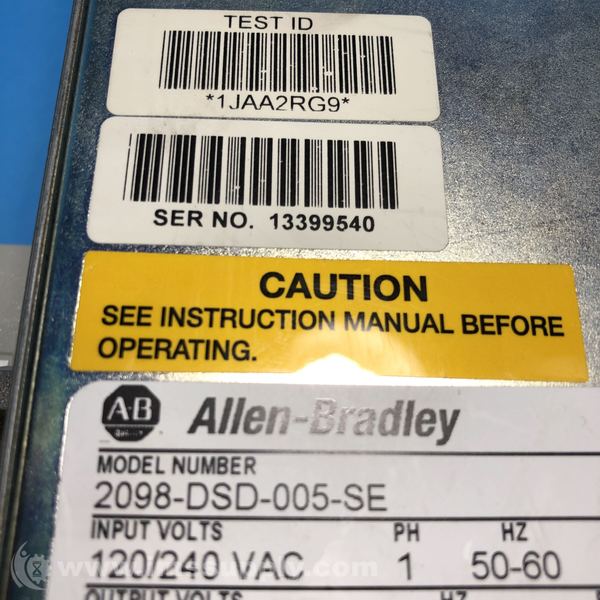 TEST ID
*1JAA2RG9*
SER NO. 13399540
CAUTION
SEE INSTRUCTION MANUAL BEFORE
OPERATING.
A-B Allen-Bradley
MODEL NUMBER
2098-DSD-005-SE
INPUT VOLTS PH HZ
120/240 VAC 1 50-60
OUTPUT VOLTS HZ